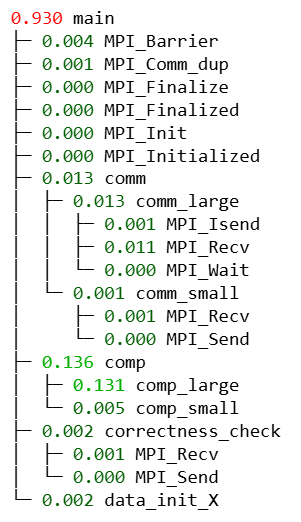 0.930 main
├─ 0.004 MPI_Barrier
├─ 0.001 MPI_Comm_dup
├─ 0.000 MPI_Finalize
├─ 0.000 MPI_Finalized
├─ 0.000 MPI_Init
├─ 0.000 MPI_Initialized
├─ 0.013 comm
│  ├─ 0.013 comm_large
│  │  ├─ 0.001 MPI_Isend
│  │  ├─ 0.011 MPI_Recv
│  │  └─ 0.000 MPI_Wait
│  └─ 0.001 comm_small
│     ├─ 0.001 MPI_Recv
│     └─ 0.000 MPI_Send
├─ 0.136 comp
│  ├─ 0.131 comp_large
│  └─ 0.005 comp_small
├─ 0.002 correctness_check
│  ├─ 0.001 MPI_Recv
│  └─ 0.000 MPI_Send
└─ 0.002 data_init_X